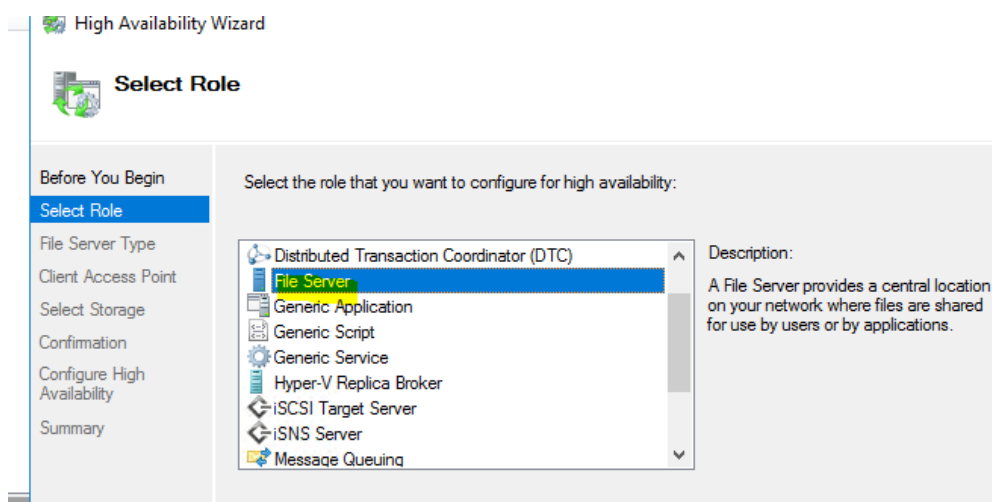 High Availability Wizard
Select Role
Before You Begin
Select Role
File Server Type
Client Access Point
Select Storage
Confirmation
Configure High
Availability
Summary
Select the role that you want to configure for high availability:
Distributed Transaction Coordinator (DTC)
File Server
Generic Application
Generic Script
Generic Service
Hyper-V Replica Broker
iSCSI Target Server
iSNS Server
Message Queuing
Description:
A File Server provides a central location
on your network where files are shared
for use by users or by applications.